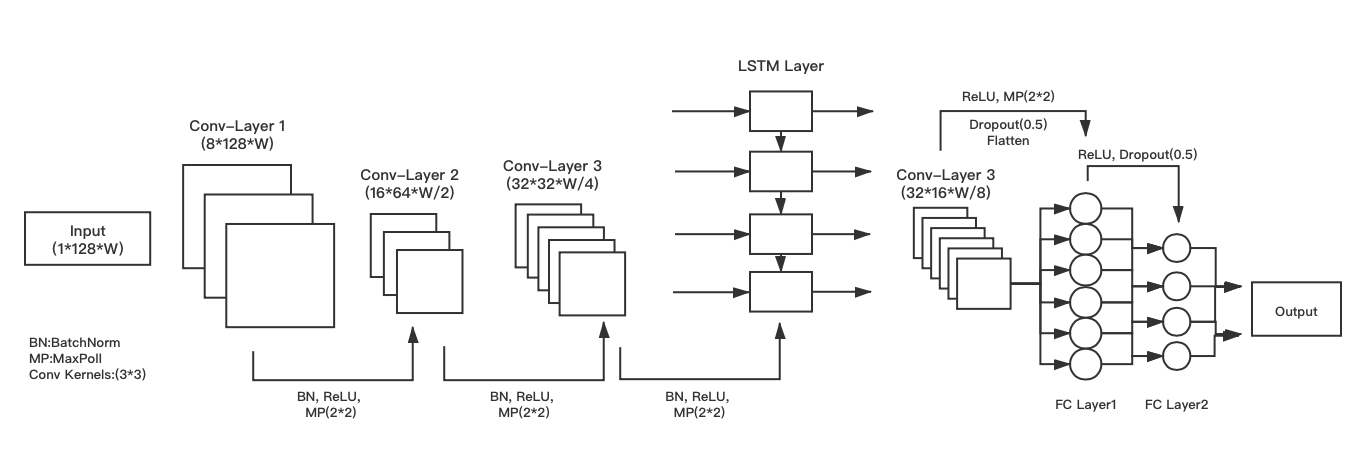 Input
(1*128*W)
BN:BatchNorm
MP:MaxPoll
Conv Kernels:(3*3)
Conv–Layer 1
(8*128*W)
BN, ReLU,
MP(2*2)
Conv–Layer 2
(16*64*W/2)
BN, ReLU,
MP(2*2)
Conv–Layer 3
(32*32*W/4)
BN, ReLU,
MP(2*2)
LSTM Layer
Conv–Layer 3
(32*16*W/8)
ReLU, MP(2*2)
Dropout(0.5)
Flatten
ReLU, Dropout(0.5)
FC Layer1
FC Layer2
Output